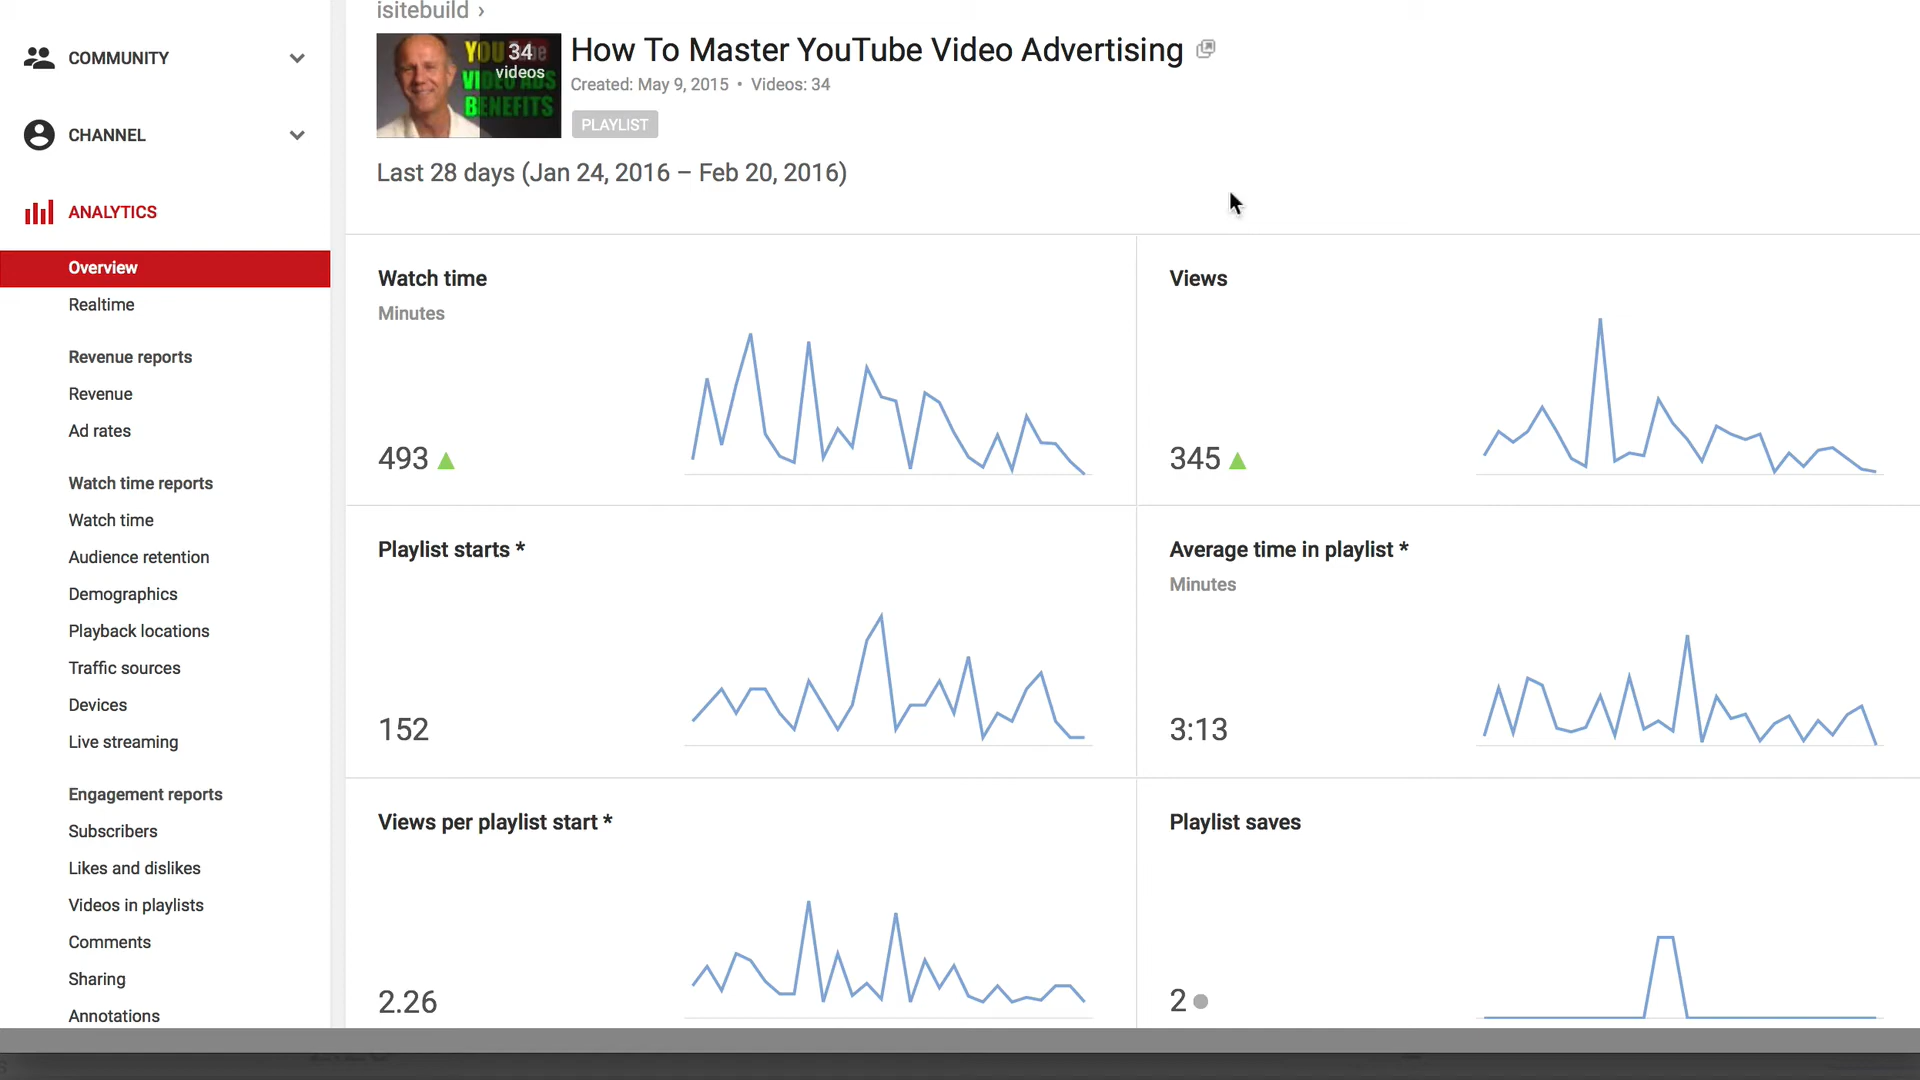 isitebuild ›
COMMUNITY
CHANNEL
ANALYTICS
Overview
Realtime
Revenue reports
Revenue
Ad rates
Watch time reports
Watch time
Audience retention
Demographics
Playback locations
Traffic sources
Devices
Live streaming
Engagement reports
Subscribers
Likes and dislikes
Videos in playlists
Comments
Sharing
Annotations
34
videos
BENEFITS
How To Master YouTube Video Advertising
Created: May 9, 2015 • Videos: 34
PLAYLIST
Last 28 days (Jan 24, 2016 – Feb 20, 2016)
Watch time
Minutes
493
Views
345
Playlist starts *
152
Average time in playlist *
Minutes
3:13
Views per playlist start *
2.26
Playlist saves
2